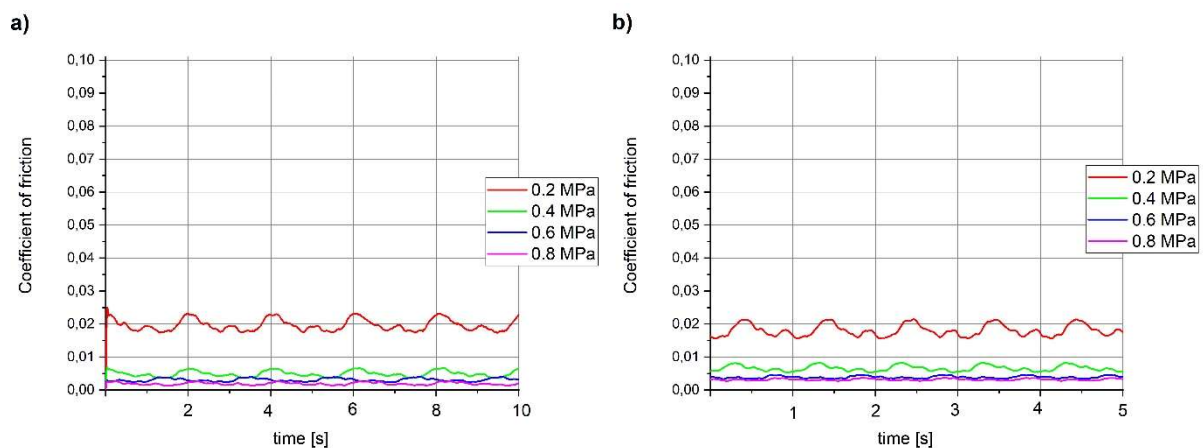 a)
Coefficient of friction
0,10
0,09
0,08
0,07
0,06
0,05
0,04
0,03
0,02
0,01
0,00
2
4
6
8
10
time [s]
0.2 MPa
0.4 MPa
0.6 MPa
0.8 MPa
b)
Coefficient of friction
0,10
0,09
0,08
0,07
0,06
0,05
0,04
0,03
0,02
0,01
0,00
1
2
3
4
5
time [s]
0.2 MPa
0.4 MPa
0.6 MPa
0.8 MPa